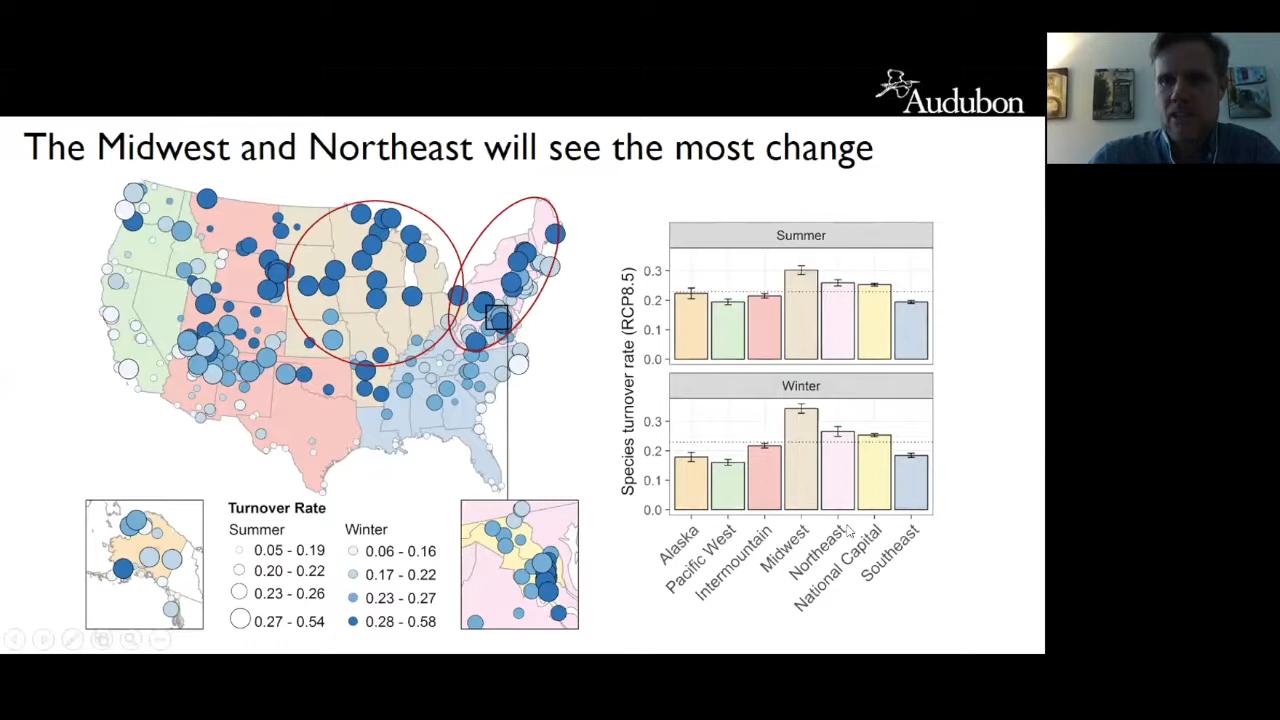 Audubon
The Midwest and Northeast will see the most change
Turnover Rate
Summer
0.05 - 0.19
0.20 - 0.22
0.23 - 0.26
0.27 - 0.54
Winter
0.06 - 0.16
0.17 - 0.22
0.23 - 0.27
0.28 - 0.58
Species turnover rate (RCP8.5)
Summer
0.3
0.2
0.1
0.0
Winter
0.3
0.2
0.1
0.0
Alaska
Pacific West
Intermountain
Midwest
Northeast
National Capital
Southeast